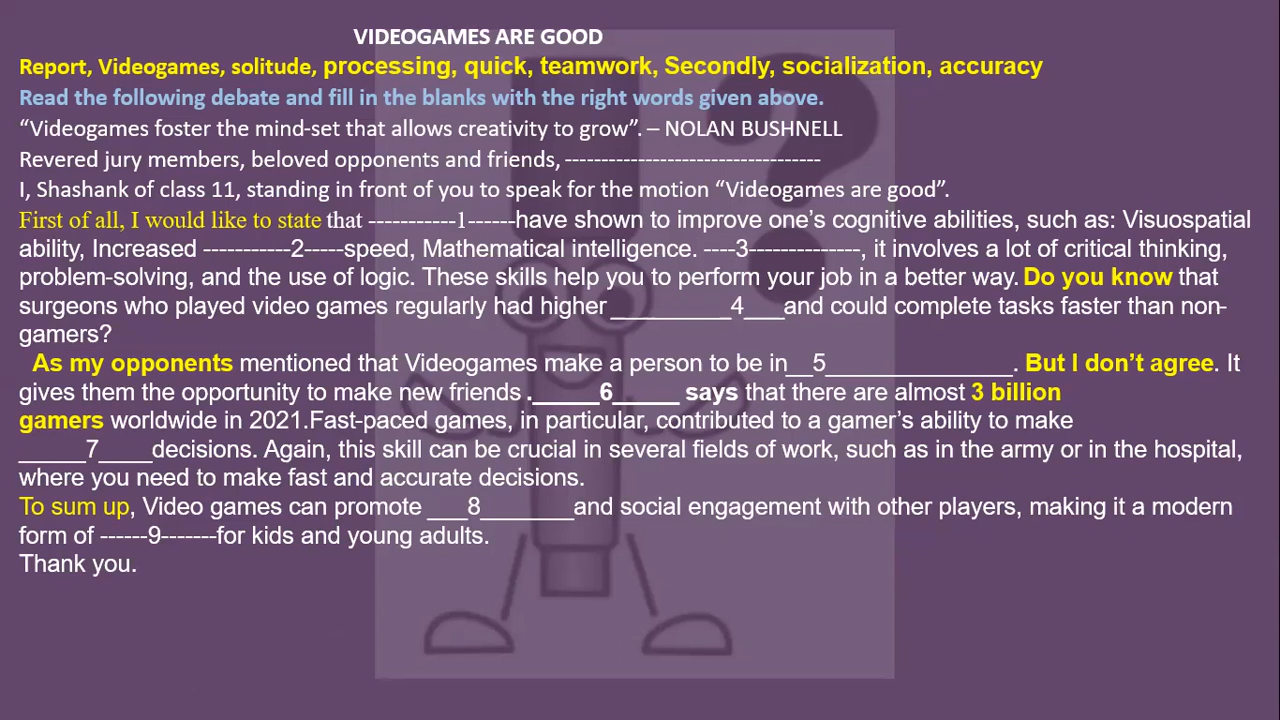 VIDEOGAMES ARE GOOD
Report, Videogames, solitude, processing, quick, teamwork, Secondly, socialization, accuracy
Read the following debate and fill in the blanks with the right words given above.
“Videogames foster the mind-set that allows creativity to grow”. – NOLAN BUSHNELL
Revered jury members, beloved opponents and friends, -----------------------------------
I, Shashank of class 11, standing in front of you to speak for the motion “Videogames are good”.
First of all, I would like to state that -----------1------have shown to improve one’s cognitive abilities, such as: Visuospatial
ability, Increased -----------2-----speed, Mathematical intelligence. ----3--------------, it involves a lot of critical thinking,
problem-solving, and the use of logic. These skills help you to perform your job in a better way. Do you know that
surgeons who played video games regularly had higher _________4___and could complete tasks faster than non-
gamers?
As my opponents mentioned that Videogames make a person to be in__5______________. But I don’t agree. It
gives them the opportunity to make new friends ._____6_____ says that there are almost 3 billion
gamers worldwide in 2021.Fast-paced games, in particular, contributed to a gamer’s ability to make
_____7____decisions. Again, this skill can be crucial in several fields of work, such as in the army or in the hospital,
where you need to make fast and accurate decisions.
To sum up, Video games can promote ___8_______and social engagement with other players, making it a modern
form of ------9-------for kids and young adults.
Thank you.